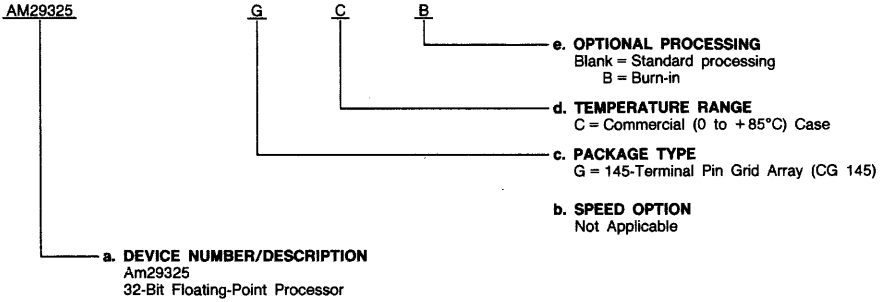 AM29325 G C B
e. OPTIONAL PROCESSING
Blank = Standard processing
B = Burn-in
d. TEMPERATURE RANGE
C = Commercial (0 to +85°C) Case
c. PACKAGE TYPE
G = 145-Terminal Pin Grid Array (CG 145)
b. SPEED OPTION
Not Applicable
a. DEVICE NUMBER/DESCRIPTION
Am29325
32-Bit Floating-Point Processor